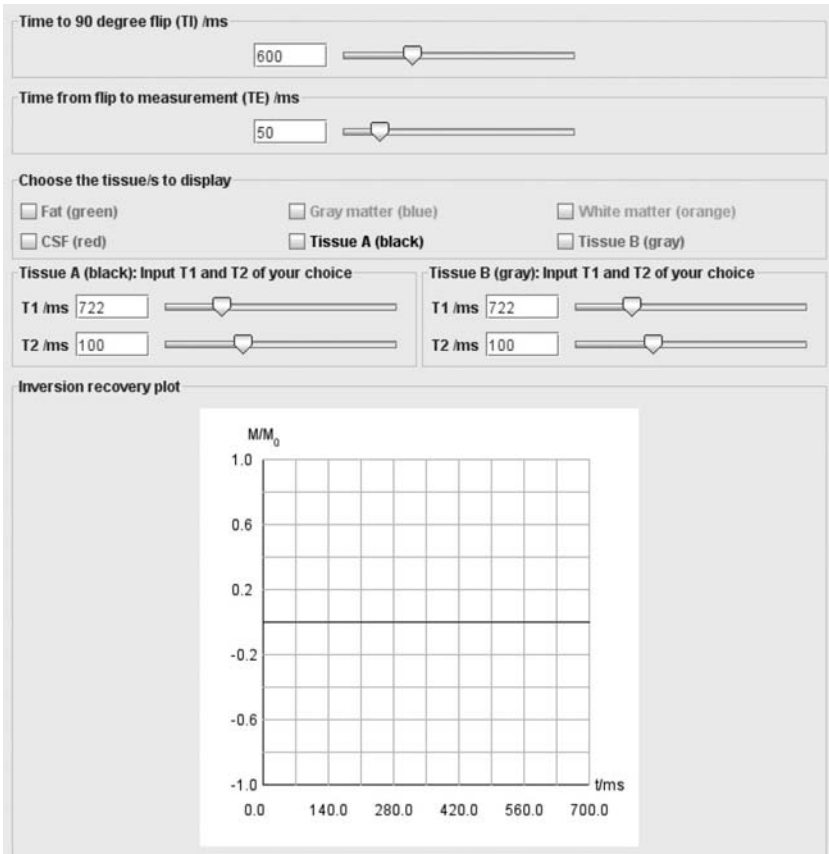 Time to 90 degree flip (TI) /ms
600
Time from flip to measurement (TE) /ms
50
Choose the tissue/s to display
Fat (green) Gray matter (blue) White matter (orange)
CSF (red) Tissue A (black) Tissue B (gray)
Tissue A (black): Input T1 and T2 of your choice Tissue B (gray): Input T1 and T2 of your choice
T1 /ms 722 T1 /ms 722
T2 /ms 100 T2 /ms 100
Inversion recovery plot
M/M0
1.0
0.6
0.2
-0.2
-0.6
-1.0 t/ms
0.0 140.0 280.0 420.0 560.0 700.0